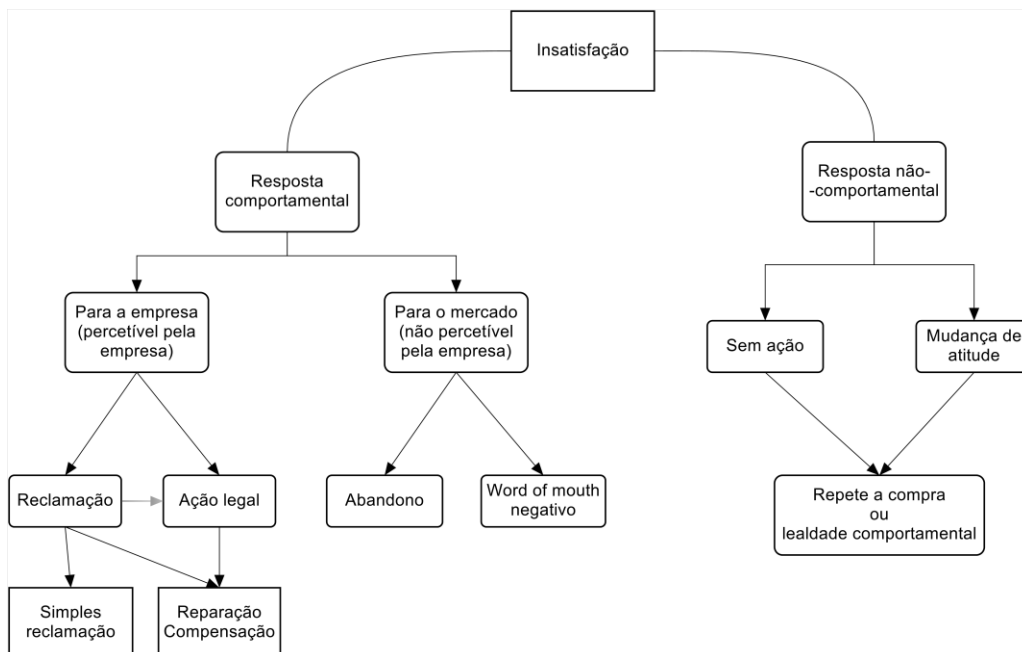 Insatisfação
Resposta
comportamental
Resposta não-
-comportamental
Para a empresa
(percetível pela
empresa)
Para o mercado
(não percetível
pela empresa)
Sem ação
Mudança de
atitude
Reclamação
Ação legal
Abandono
Word of mouth
negativo
Repete a compra
ou
lealdade comportamental
Simples
reclamação
Reparação
Compensação